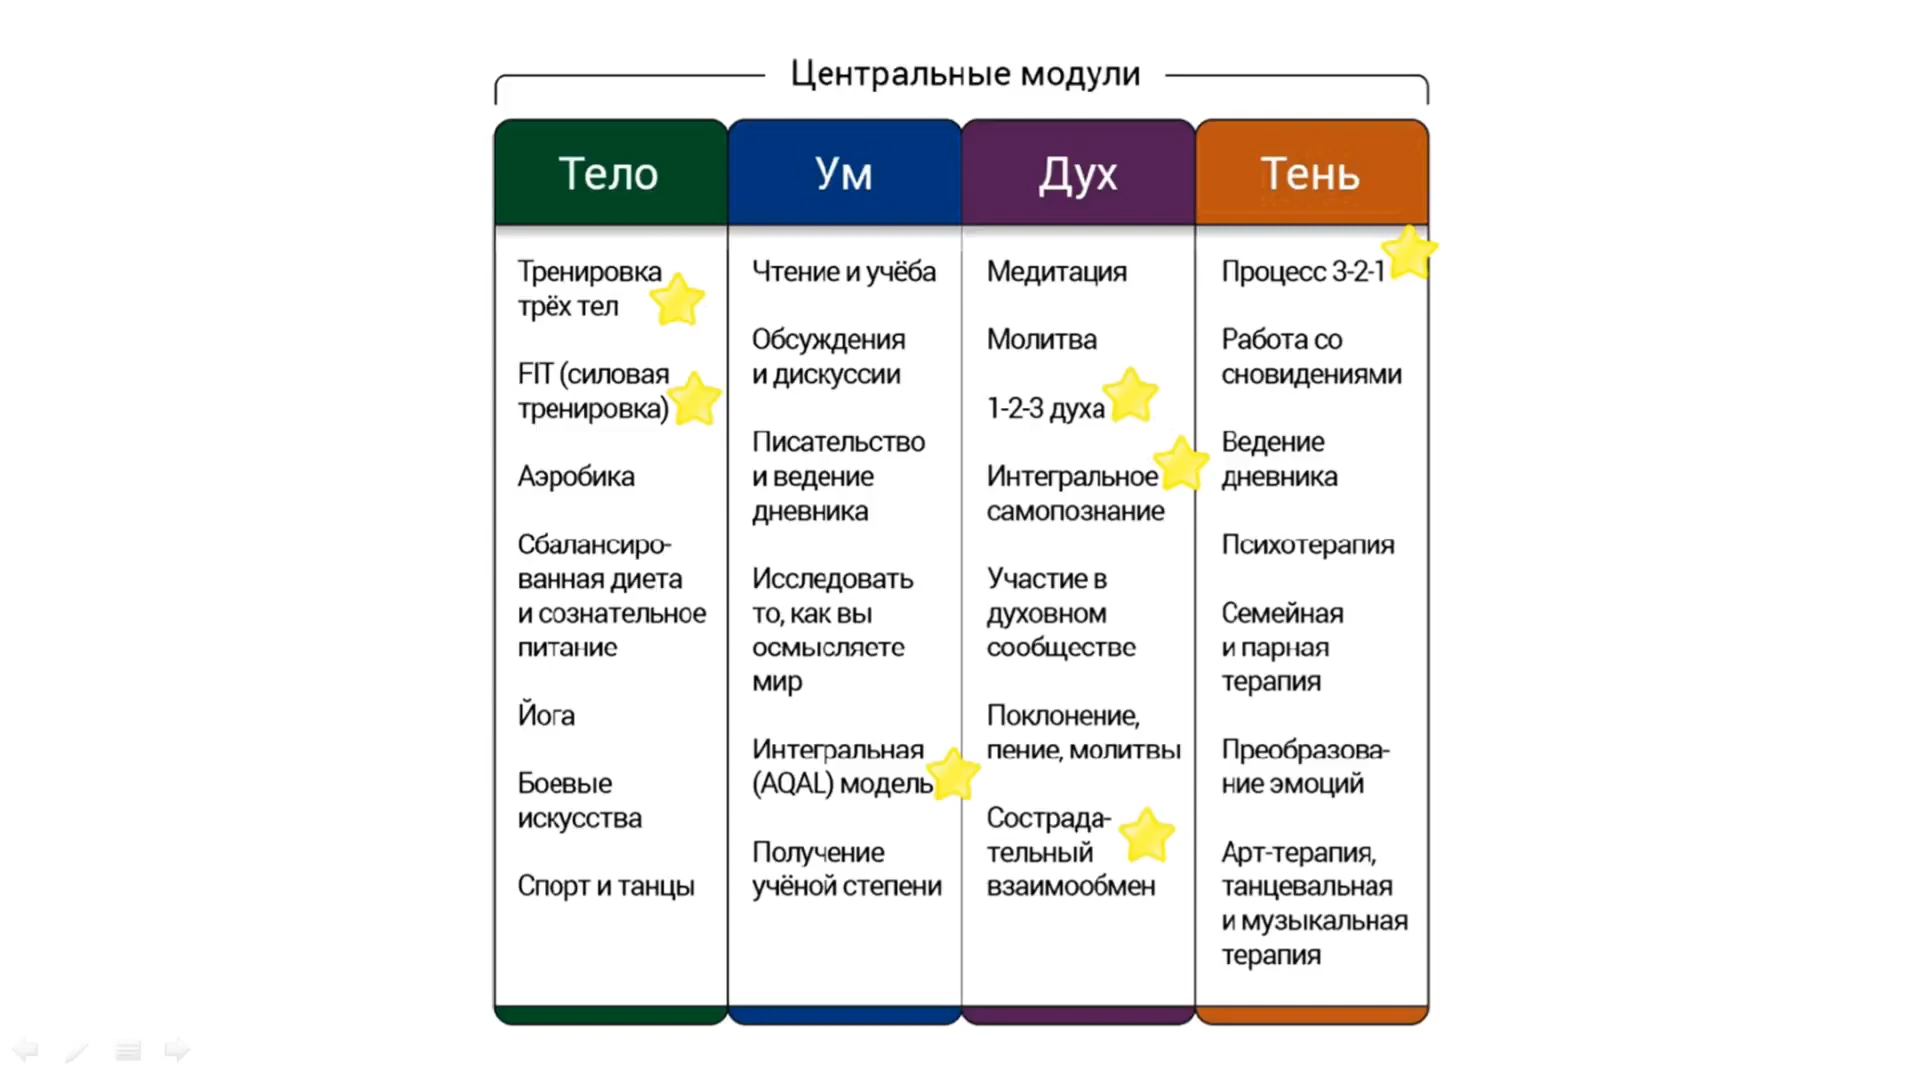 Центральные модули
Тело
Ум
Дух
Тень
Тренировка
трёх тел
FIT (силовая
тренировка)
Аэробика
Сбалансиро-
ванная диета
и сознательное
питание
Йога
Боевые
искусства
Спорт и танцы
Чтение и учёба
Обсуждения
и дискуссии
Писательство
и ведение
дневника
Исследовать
то, как вы
осмысляете
мир
Интегральная
(AQAL) модель
Получение
учёной степени
Медитация
Молитва
1-2-3 духа
Интегральное
самопознание
Участие в
духовном
сообществе
Поклонение,
пение, молитвы
Сострада-
тельный
взаимообмен
Процесс 3-2-1
Работа со
сновидениями
Ведение
дневника
Психотерапия
Семейная
и парная
терапия
Преобразова-
ние эмоций
Арт-терапия,
танцевальная
и музыкальная
терапия